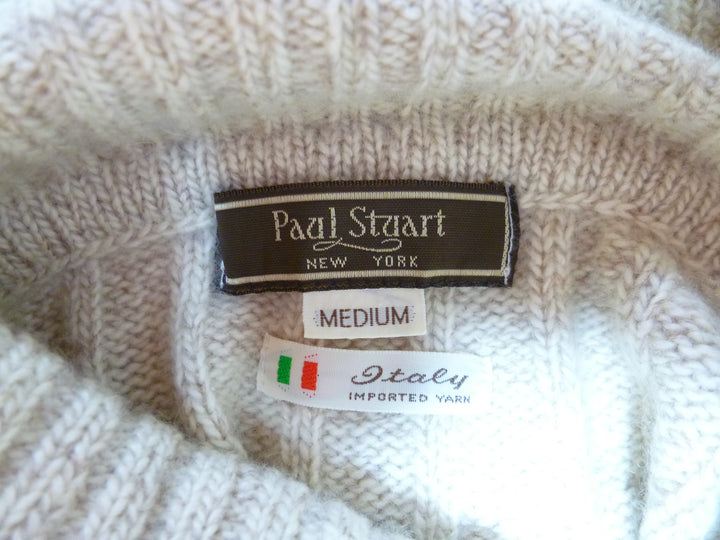 Paul Stuart
NEW YORK
MEDIUM
Italy
IMPORTED YARN